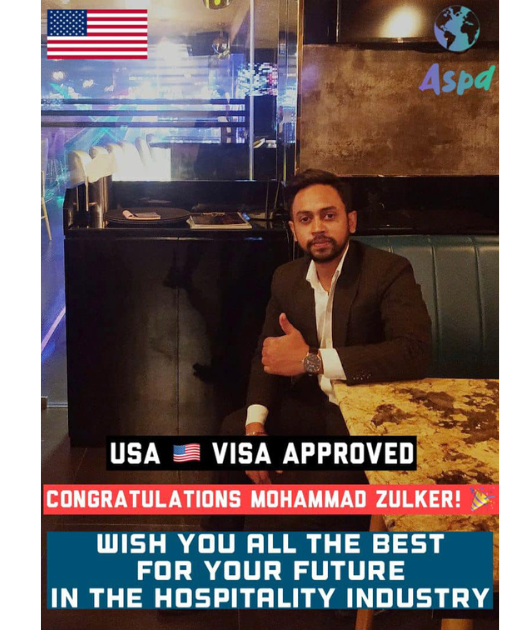 Aspd
USA 🇺🇸 VISA APPROVED
CONGRATULATIONS MOHAMMAD ZULKER! 🎉
WISH YOU ALL THE BEST
FOR YOUR FUTURE
IN THE HOSPITALITY INDUSTRY